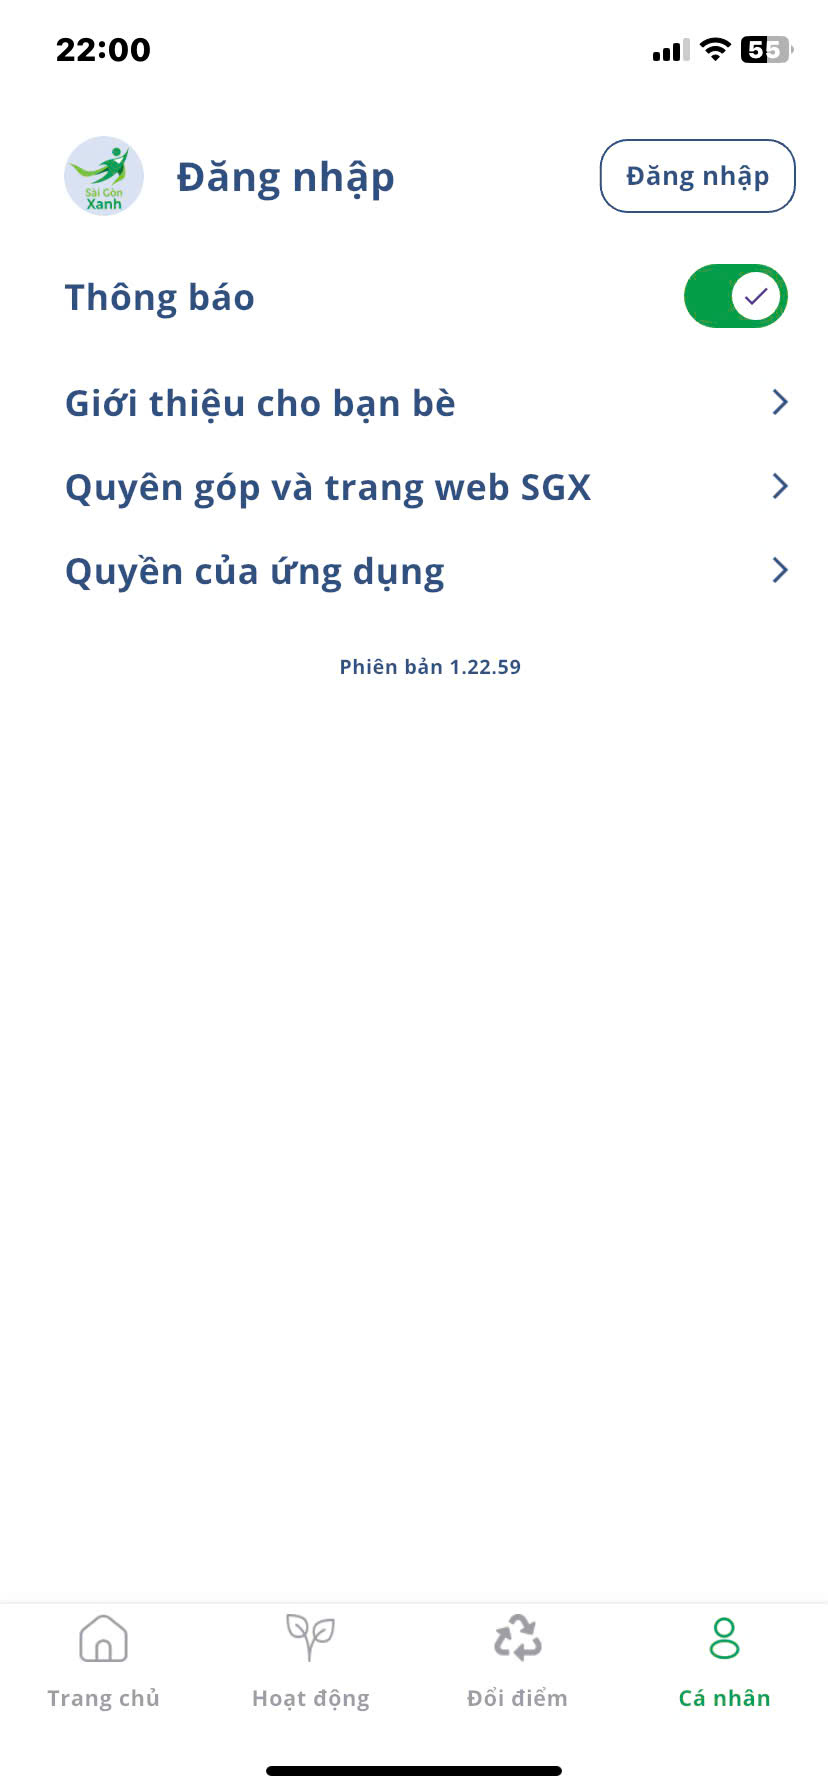 22:00
55
Sài Gòn
Xanh
Đăng nhập
Đăng nhập
Thông báo
Giới thiệu cho bạn bè
Quyên góp và trang web SGX
Quyền của ứng dụng
Phiên bản 1.22.59
Trang chủ
Hoạt động
Đổi điểm
Cá nhân